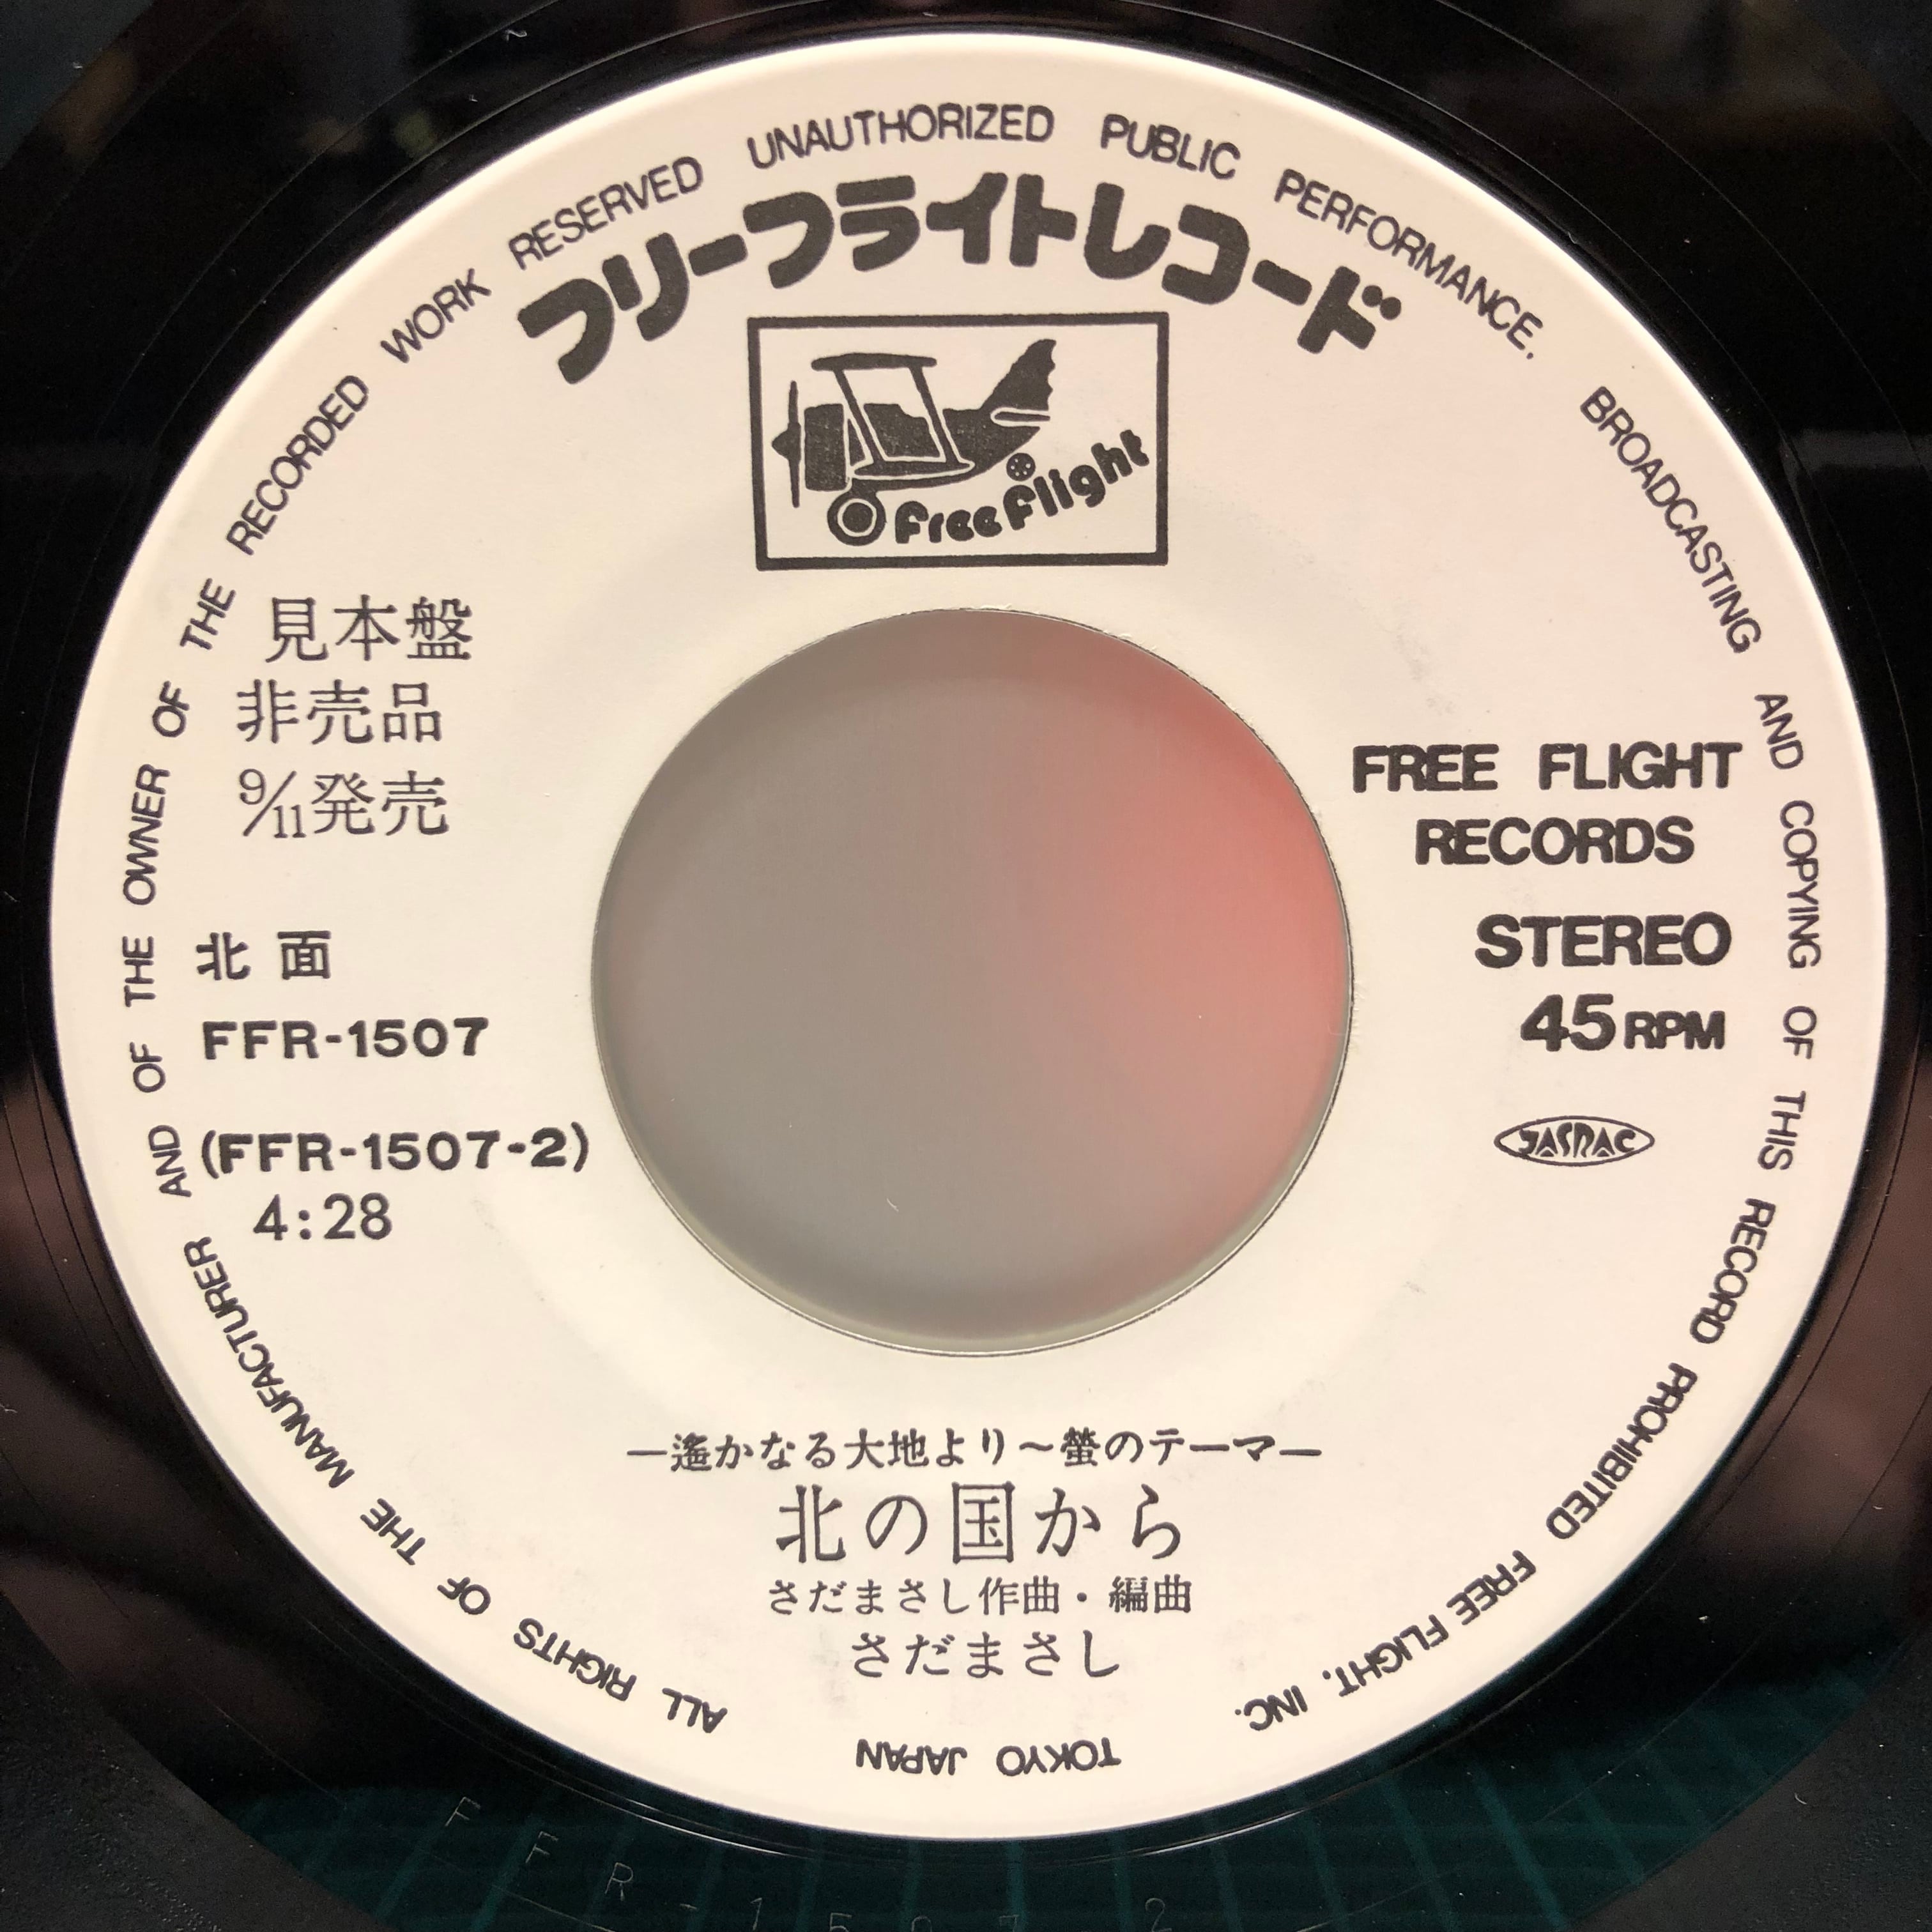 ALL RIGHTS OF THE MANUFACTURER AND OF THE OWNER OF THE RECORDED WORK RESERVED UNAUTHORIZED PUBLIC PERFORMANCE. BROADCASTING AND COPYING OF THIS RECORD PROHIBITED FREE FLIGHT, INC. TOKYO JAPAN
フリーフライトレコード
freeflight
見本盤
非売品
9/11発売
FREE FLIGHT
RECORDS
北面
STEREO
FFR-1507
45RPM
(FFR-1507-2)
JASRAC
4:28
—遙かなる大地より〜螢のテーマ—
北の国から
さだまさし作曲・編曲
さだまさし
FFR-1507-2